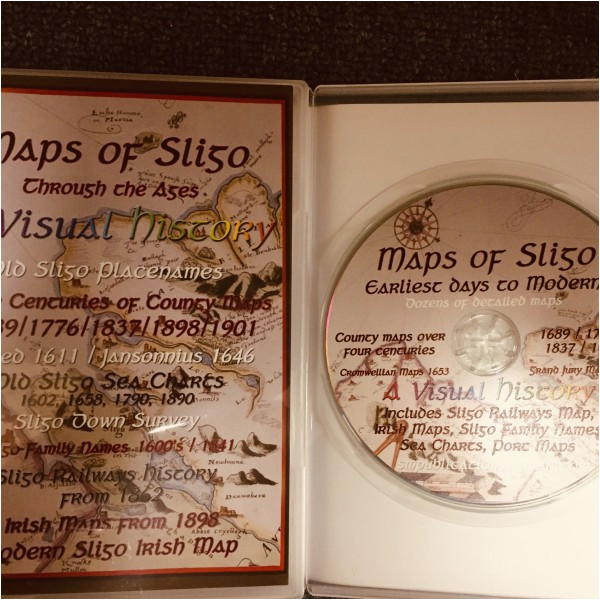 Maps of Sligo
Through the Ages
Visual History
Old Sligo Placenames
Centuries of County Maps
/1776/1837/1898/1901
1611 / Jansonnius 1646
Old Sligo Sea Charts
1602, 1658, 1790, 1890
Sligo Down Survey
Family Names 1600's / 1841
Sligo Railways History
from 1862
Irish Maps from 1898
Modern Sligo Irish Map
Maps of Sligo
Earliest days to Modern
Dozens of detailed maps
County maps over
four centuries
Cromwellian Maps 1653
1689 / 17
1837 / 1
Grand Jury Ma
A Visual History
Includes Sligo Railways Map,
Irish Maps, Sligo Family Names
Sea Charts, Port Maps